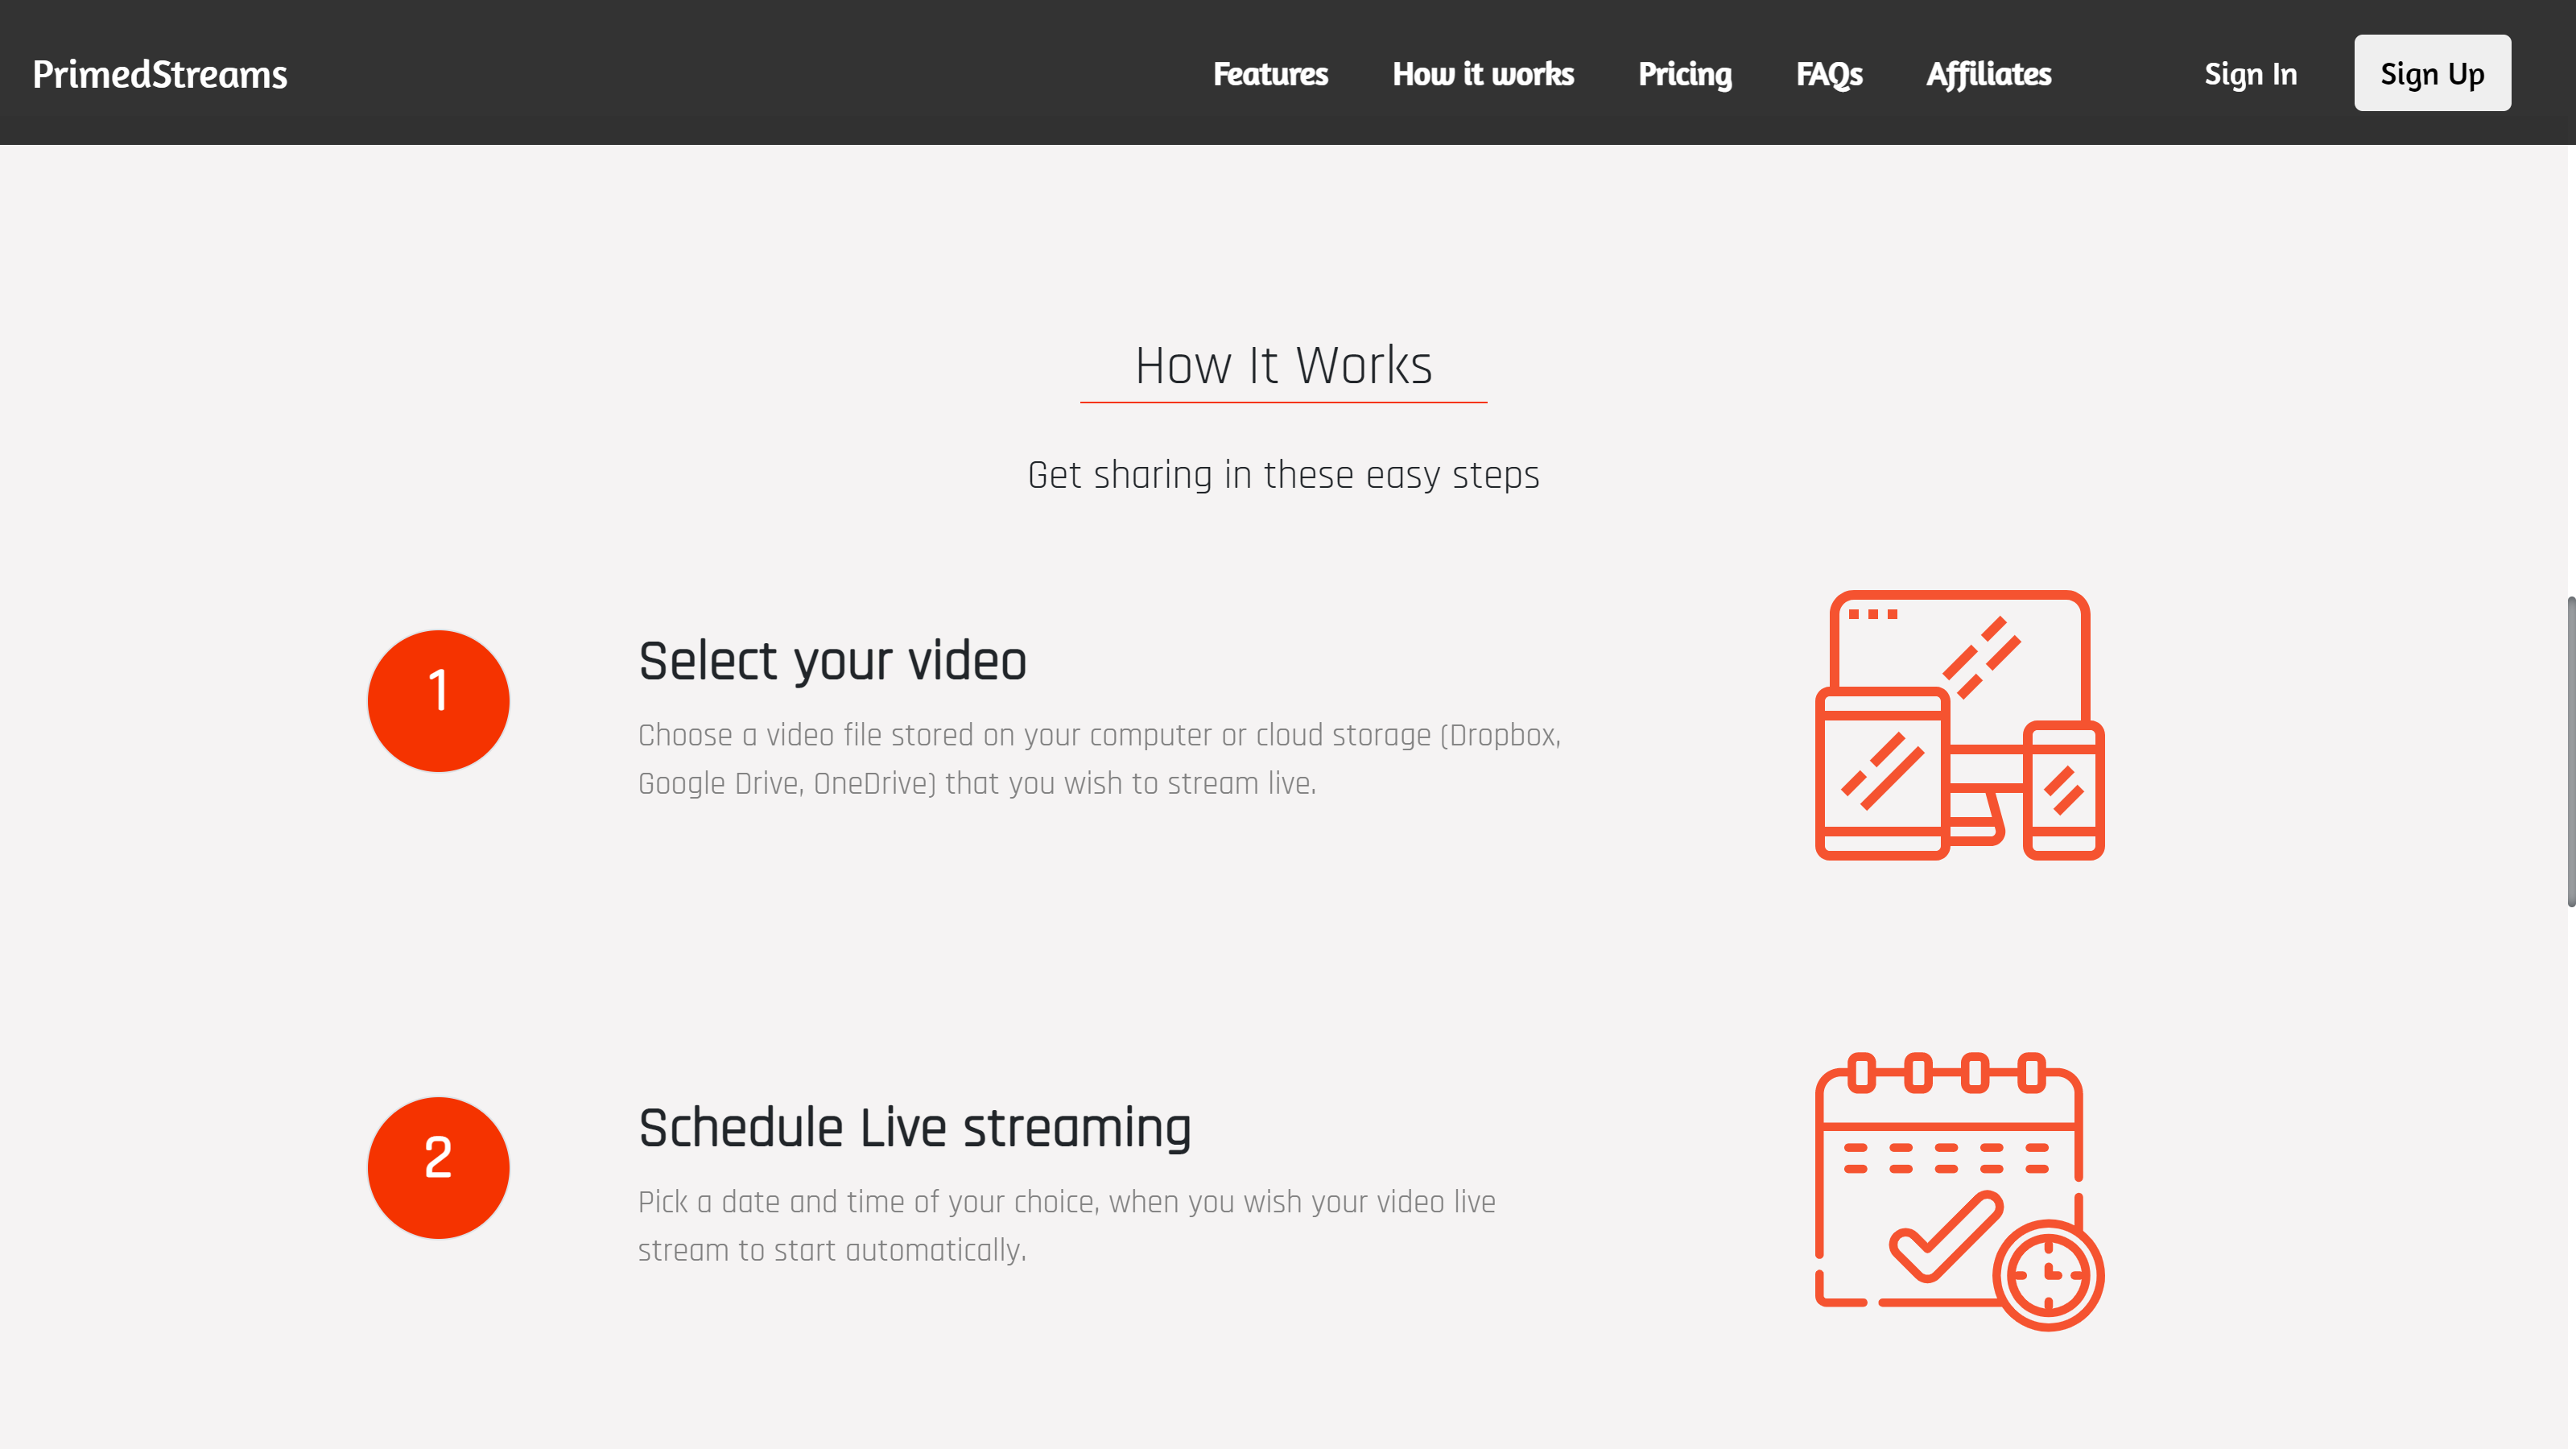 PrimedStreams
Features
How it works
Pricing
FAQs
Affiliates
Sign In
Sign Up
How It Works
Get sharing in these easy steps
1
Select your video
Choose a video file stored on your computer or cloud storage (Dropbox,
Google Drive, OneDrive) that you wish to stream live.
2
Schedule Live streaming
Pick a date and time of your choice, when you wish your video live
stream to start automatically.